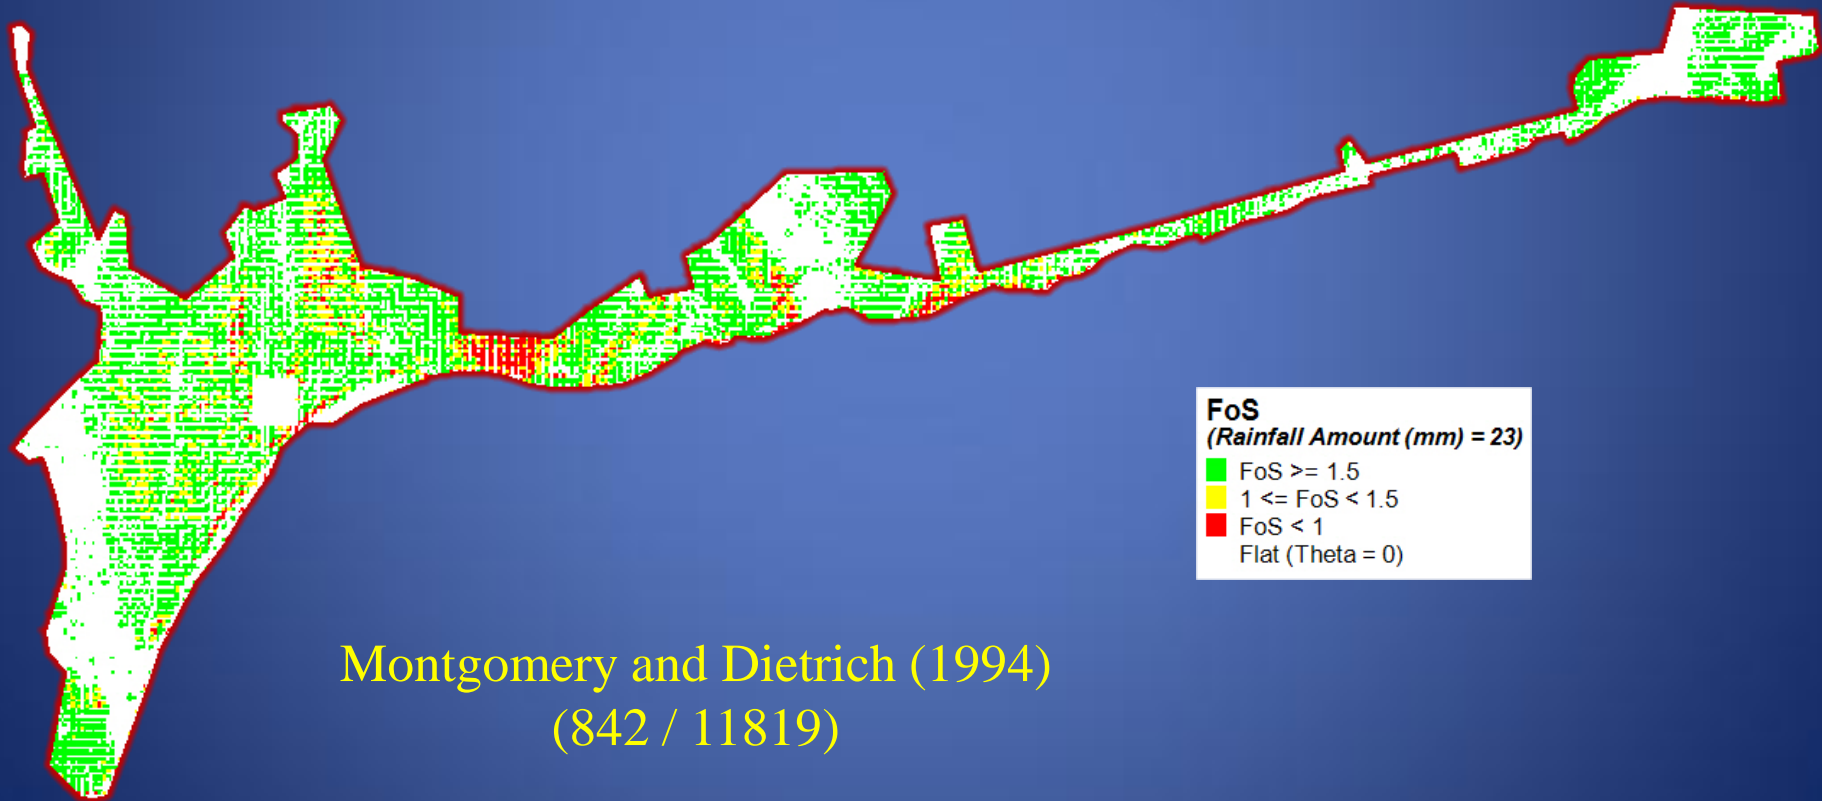 FoS
(Rainfall Amount (mm) = 23)
FoS >= 1.5
1 <= FoS < 1.5
FoS < 1
Flat (Theta = 0)
Montgomery and Dietrich (1994)
(842 / 11819)